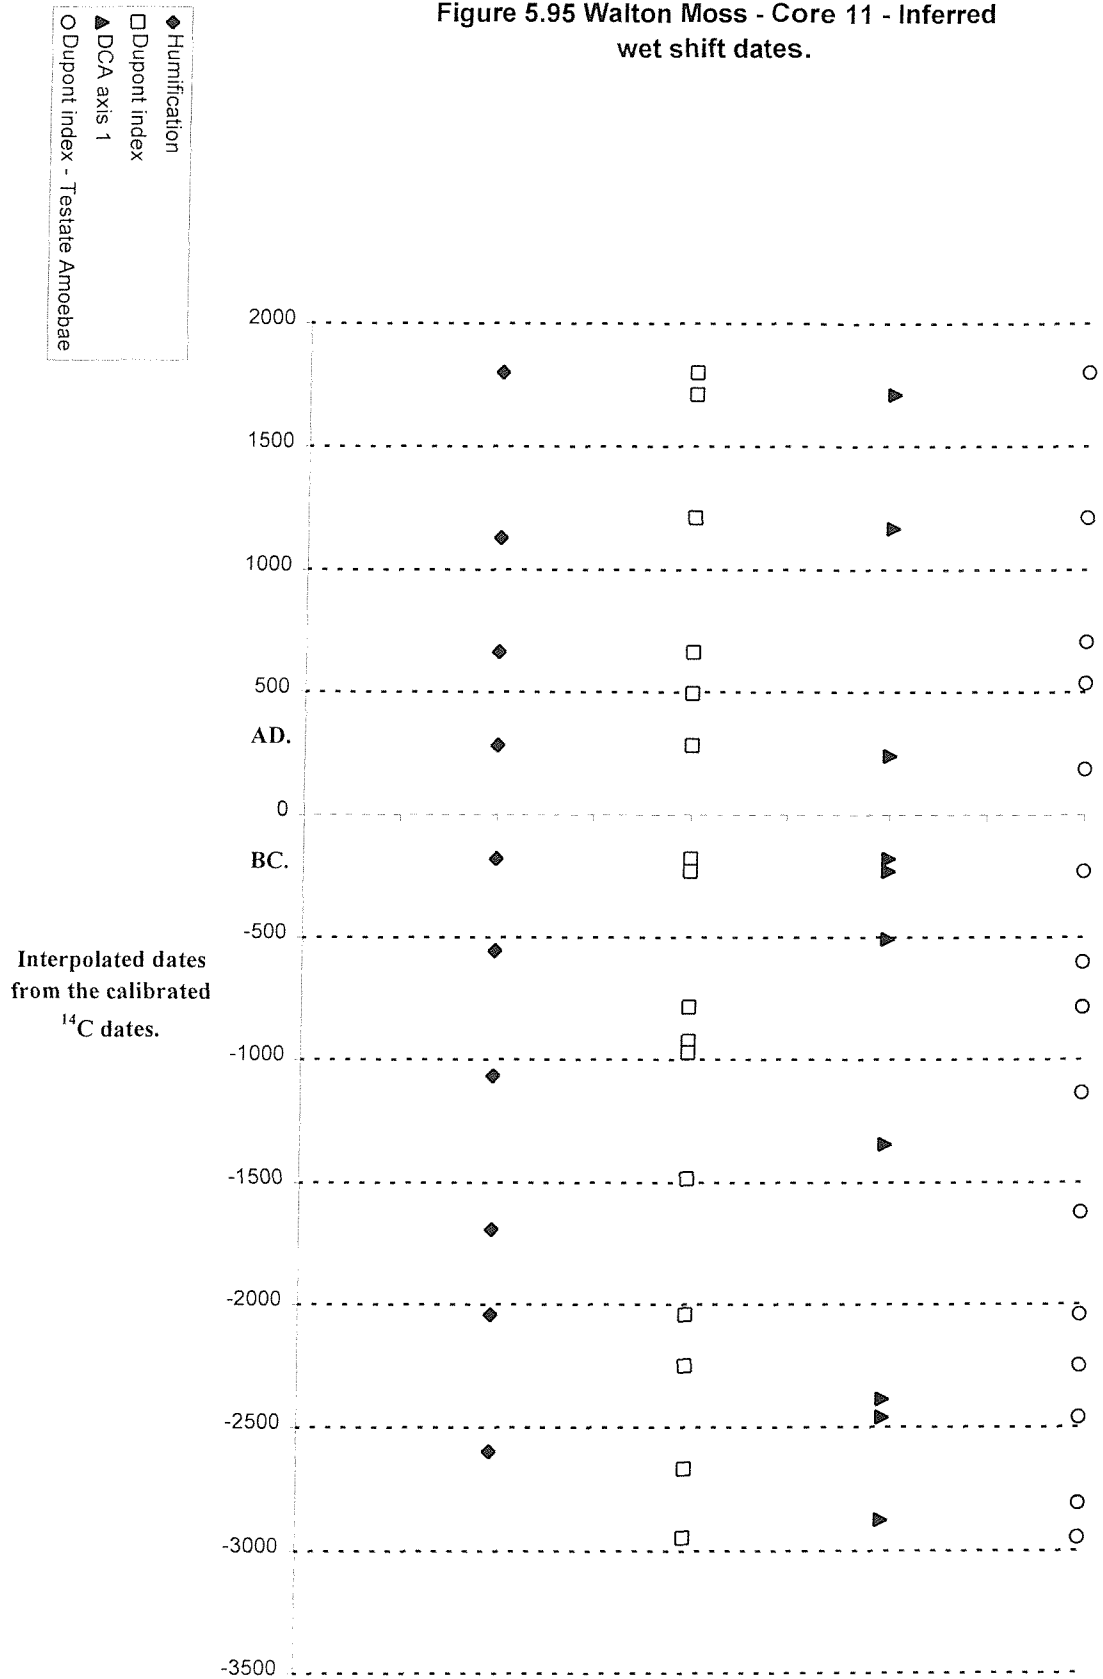 Figure 5.95 Walton Moss - Core 11 - Inferred
wet shift dates.
◆ Humification
□ Dupont index
▲ DCA axis 1
○ Dupont index - Testate Amoebae
2000
1500
1000
500
AD.
0
BC.
-500
Interpolated dates
from the calibrated
¹⁴C dates.
-1000
-1500
-2000
-2500
-3000
-3500